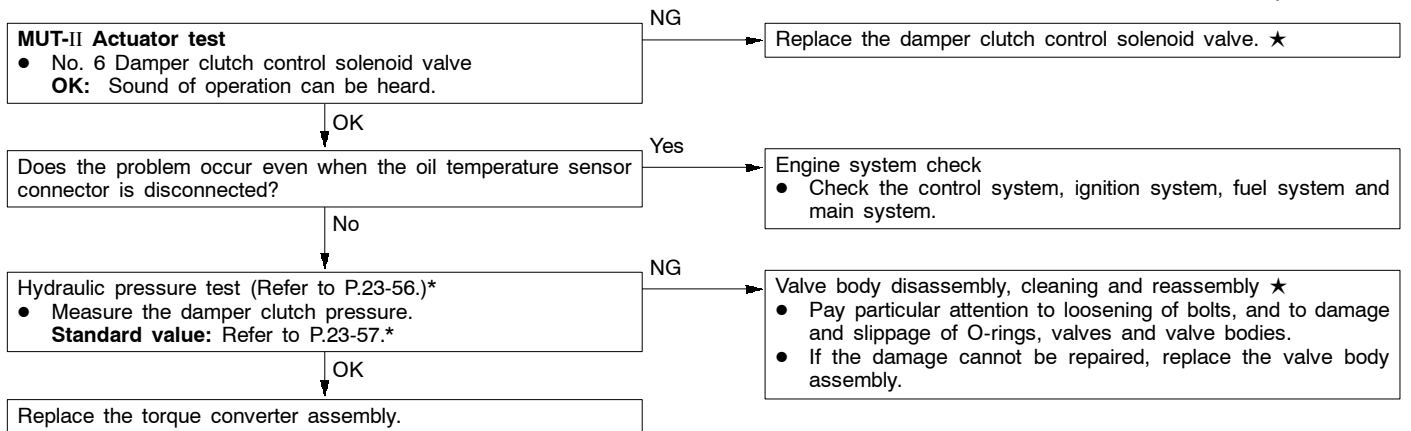 MUT-II Actuator test
NG
Replace the damper clutch control solenoid valve. ★
● No. 6 Damper clutch control solenoid valve
OK: Sound of operation can be heard.
OK
Does the problem occur even when the oil temperature sensor
connector is disconnected?
Yes
Engine system check
● Check the control system, ignition system, fuel system and
main system.
No
Hydraulic pressure test (Refer to P.23-56.)*
● Measure the damper clutch pressure.
Standard value: Refer to P.23-57.*
NG
Valve body disassembly, cleaning and reassembly ★
● Pay particular attention to loosening of bolts, and to damage
and slippage of O-rings, valves and valve bodies.
● If the damage cannot be repaired, replace the valve body
assembly.
OK
Replace the torque converter assembly.